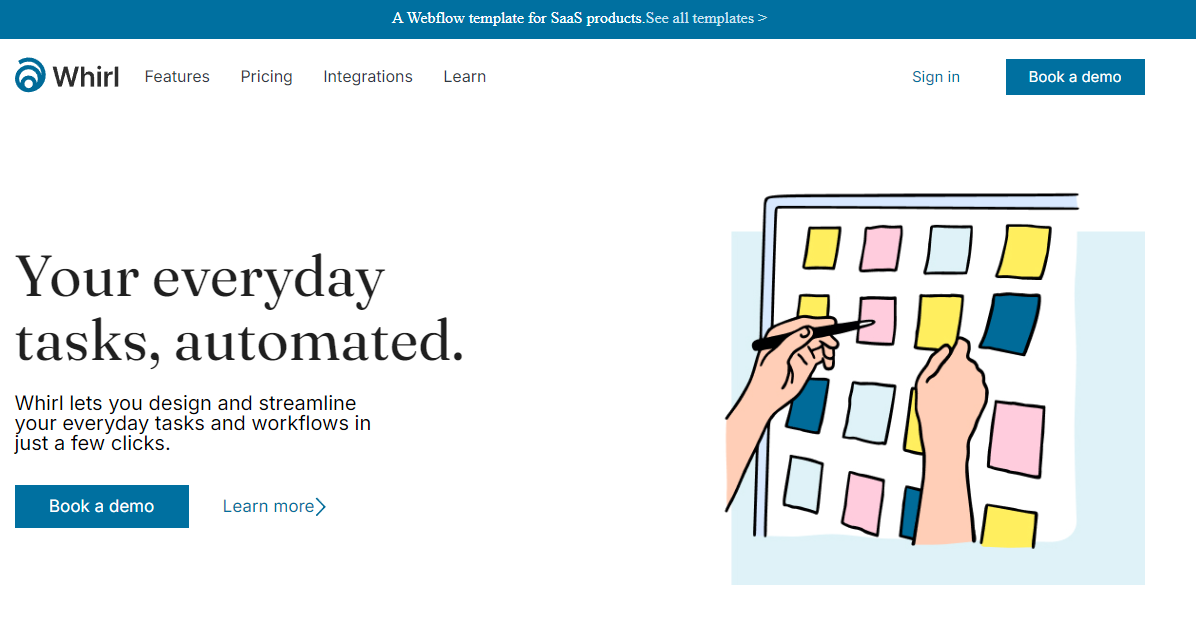 A Webflow template for SaaS products.See all templates >
Whirl Features Pricing Integrations Learn Sign in Book a demo
Your everyday
tasks, automated.
Whirl lets you design and streamline
your everyday tasks and workflows in
just a few clicks.
Book a demo Learn more